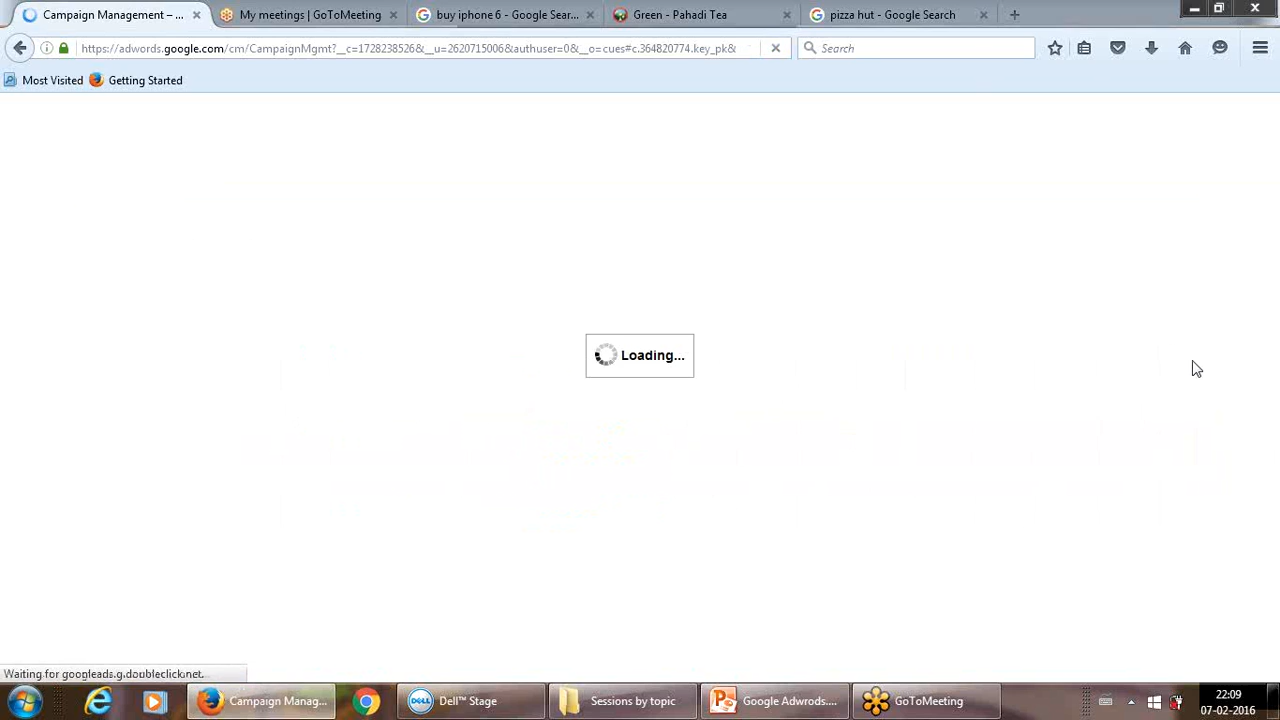 Campaign Management – ...
My meetings | GoToMeeting
buy iphone 6 - Google Sear...
Green - Pahadi Tea
pizza hut - Google Search
https://adwords.google.com/cm/CampaignMgmt?__c=1728238526&__u=2620715006&authuser=0&__o=cues#c.364820774.key_pk&
Search
Most Visited
Getting Started
Loading...
Waiting for googleads.g.doubleclick.net.
Campaign Manag...
DELL
Dell™ Stage
Sessions by topic
Google Adwrods....
GoToMeeting
22:09
07-02-2016